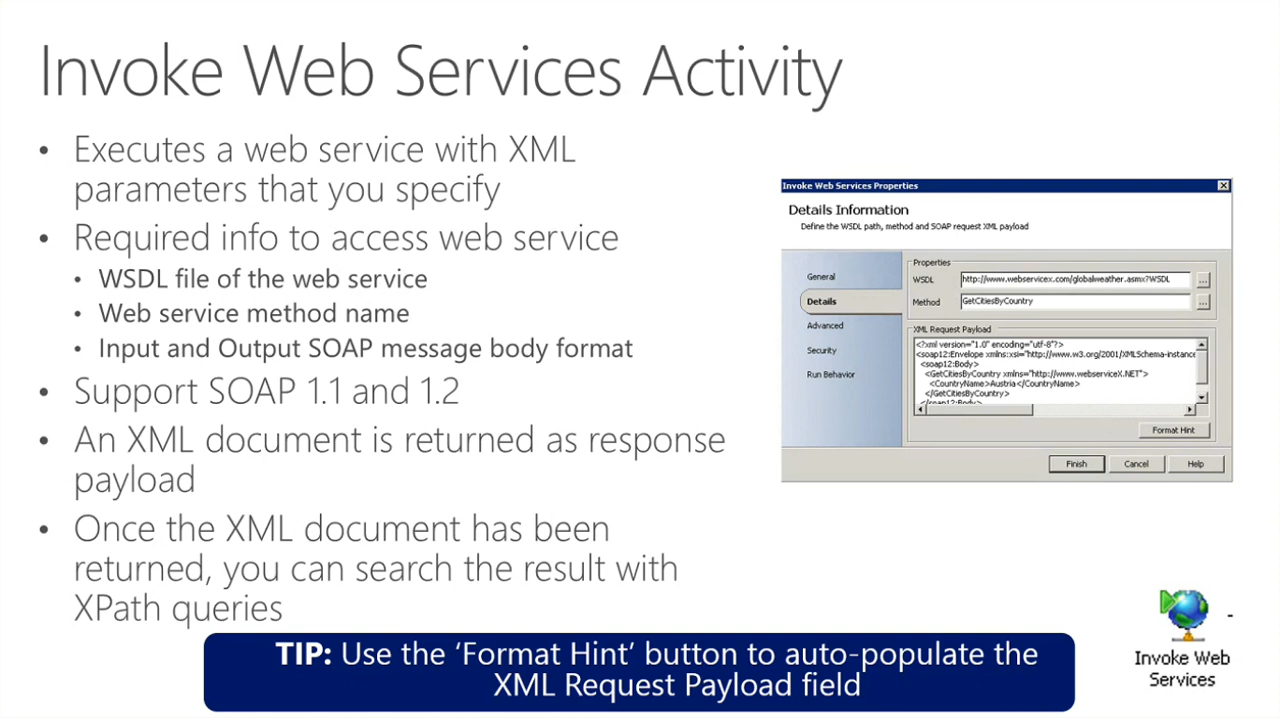 Invoke Web Services Activity
• Executes a web service with XML
parameters that you specify
• Required info to access web service
• WSDL file of the web service
• Web service method name
• Input and Output SOAP message body format
• Support SOAP 1.1 and 1.2
• An XML document is returned as response
payload
• Once the XML document has been
returned, you can search the result with
XPath queries
Invoke Web Services Properties
Details Information
Define the WSDL path, method and SOAP request XML payload
General
Details
Advanced
Security
Run Behavior
Properties
WSDL http://www.webservicex.com/globalweather.asmx?WSDL ...
Method GetCitiesByCountry ...
XML Request Payload
<?xml version="1.0" encoding="utf-8"?>
<soap12:Envelope xmlns:xsi="http://www.w3.org/2001/XMLSchema-instance
<soap12:Body>
<GetCitiesByCountry xmlns="http://www.webserviceX.NET">
<CountryName>Austria</CountryName>
</GetCitiesByCountry>
</soap12:Body>
Format Hint
Finish Cancel Help
Invoke Web
Services
TIP: Use the ‘Format Hint’ button to auto-populate the
XML Request Payload field